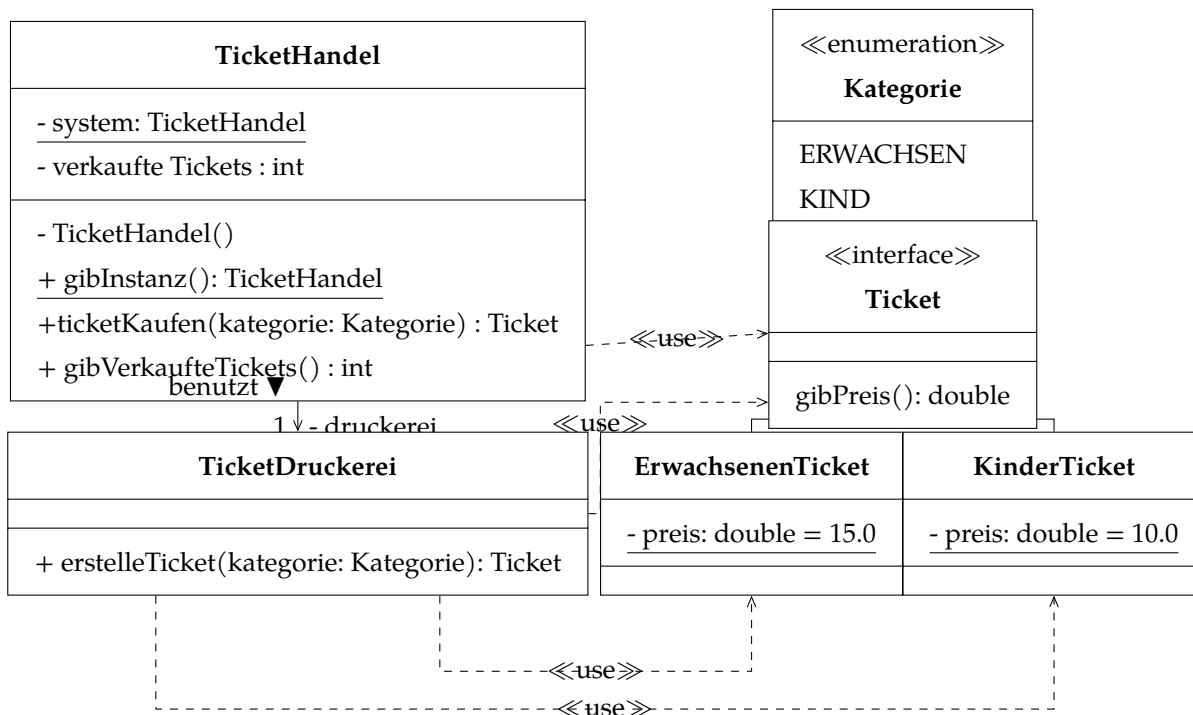 TicketHandel
- system: TicketHandel
- verkaufte Tickets : int
- TicketHandel()
+ gibInstanz(): TicketHandel
+ticketKaufen(kategorie: Kategorie) : Ticket
+ gibVerkaufteTickets() : int
benutzt ▼
1 - druckerei
≪enumeration≫
Kategorie
ERWACHSEN
KIND
≪interface≫
Ticket
gibPreis(): double
≪use≫
≪use≫
TicketDruckerei
+ erstelleTicket(kategorie: Kategorie): Ticket
ErwachsenenTicket
- preis: double = 15.0
KinderTicket
- preis: double = 10.0
≪use≫
≪use≫